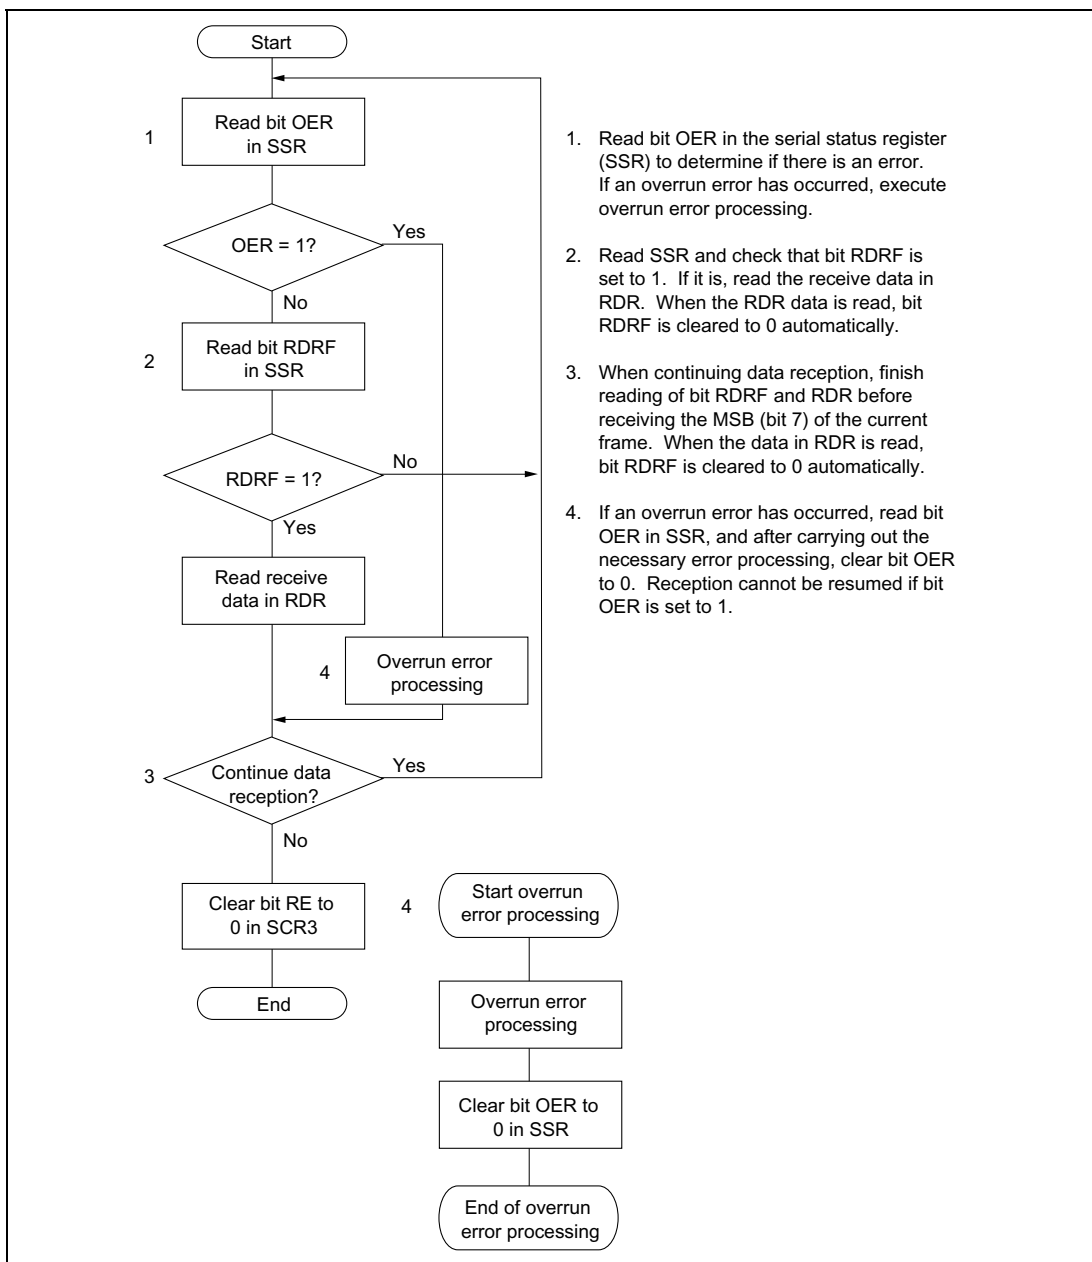 Start
1
Read bit OER
in SSR
OER = 1?
Yes
No
2
Read bit RDRF
in SSR
RDRF = 1?
No
Yes
Read receive
data in RDR
4
Overrun error
processing
3
Continue data
reception?
Yes
No
Clear bit RE to
0 in SCR3
End
4
Start overrun
error processing
Overrun error
processing
Clear bit OER to
0 in SSR
End of overrun
error processing
1. Read bit OER in the serial status register
(SSR) to determine if there is an error.
If an overrun error has occurred, execute
overrun error processing.
2. Read SSR and check that bit RDRF is
set to 1. If it is, read the receive data in
RDR. When the RDR data is read, bit
RDRF is cleared to 0 automatically.
3. When continuing data reception, finish
reading of bit RDRF and RDR before
receiving the MSB (bit 7) of the current
frame. When the data in RDR is read,
bit RDRF is cleared to 0 automatically.
4. If an overrun error has occurred, read bit
OER in SSR, and after carrying out the
necessary error processing, clear bit OER
to 0. Reception cannot be resumed if bit
OER is set to 1.